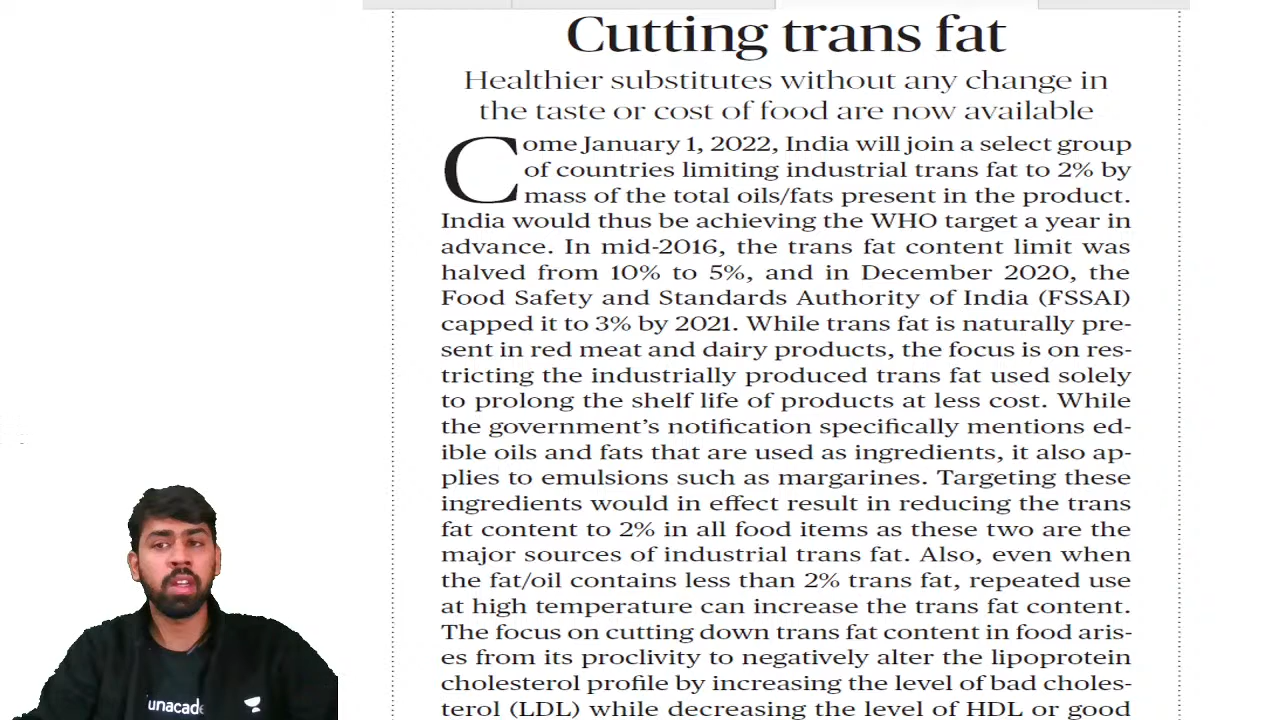 Cutting trans fat
Healthier substitutes without any change in
the taste or cost of food are now available
Come January 1, 2022, India will join a select group
of countries limiting industrial trans fat to 2% by
mass of the total oils/fats present in the product.
India would thus be achieving the WHO target a year in
advance. In mid-2016, the trans fat content limit was
halved from 10% to 5%, and in December 2020, the
Food Safety and Standards Authority of India (FSSAI)
capped it to 3% by 2021. While trans fat is naturally pre-
sent in red meat and dairy products, the focus is on res-
tricting the industrially produced trans fat used solely
to prolong the shelf life of products at less cost. While
the government's notification specifically mentions ed-
ible oils and fats that are used as ingredients, it also ap-
plies to emulsions such as margarines. Targeting these
ingredients would in effect result in reducing the trans
fat content to 2% in all food items as these two are the
major sources of industrial trans fat. Also, even when
the fat/oil contains less than 2% trans fat, repeated use
at high temperature can increase the trans fat content.
The focus on cutting down trans fat content in food aris-
es from its proclivity to negatively alter the lipoprotein
cholesterol profile by increasing the level of bad choles-
terol (LDL) while decreasing the level of HDL or good
unacade